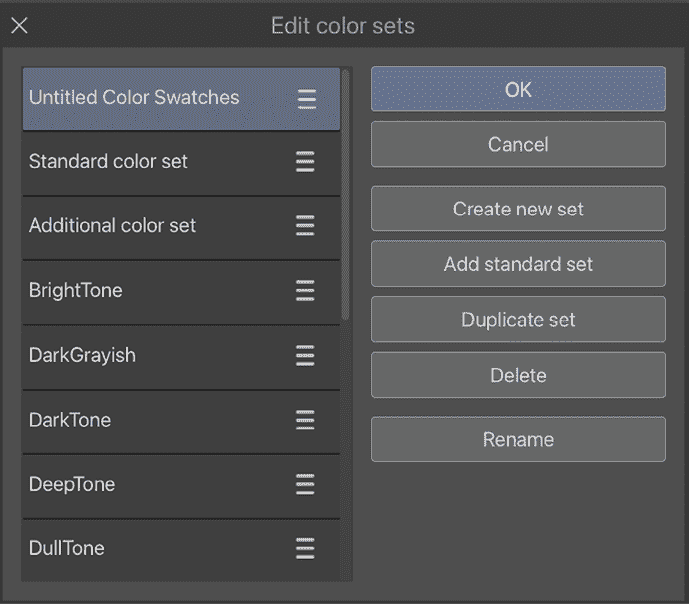 Edit color sets
Untitled Color Swatches
Standard color set
Additional color set
BrightTone
DarkGrayish
DarkTone
DeepTone
DullTone
OK
Cancel
Create new set
Add standard set
Duplicate set
Delete
Rename